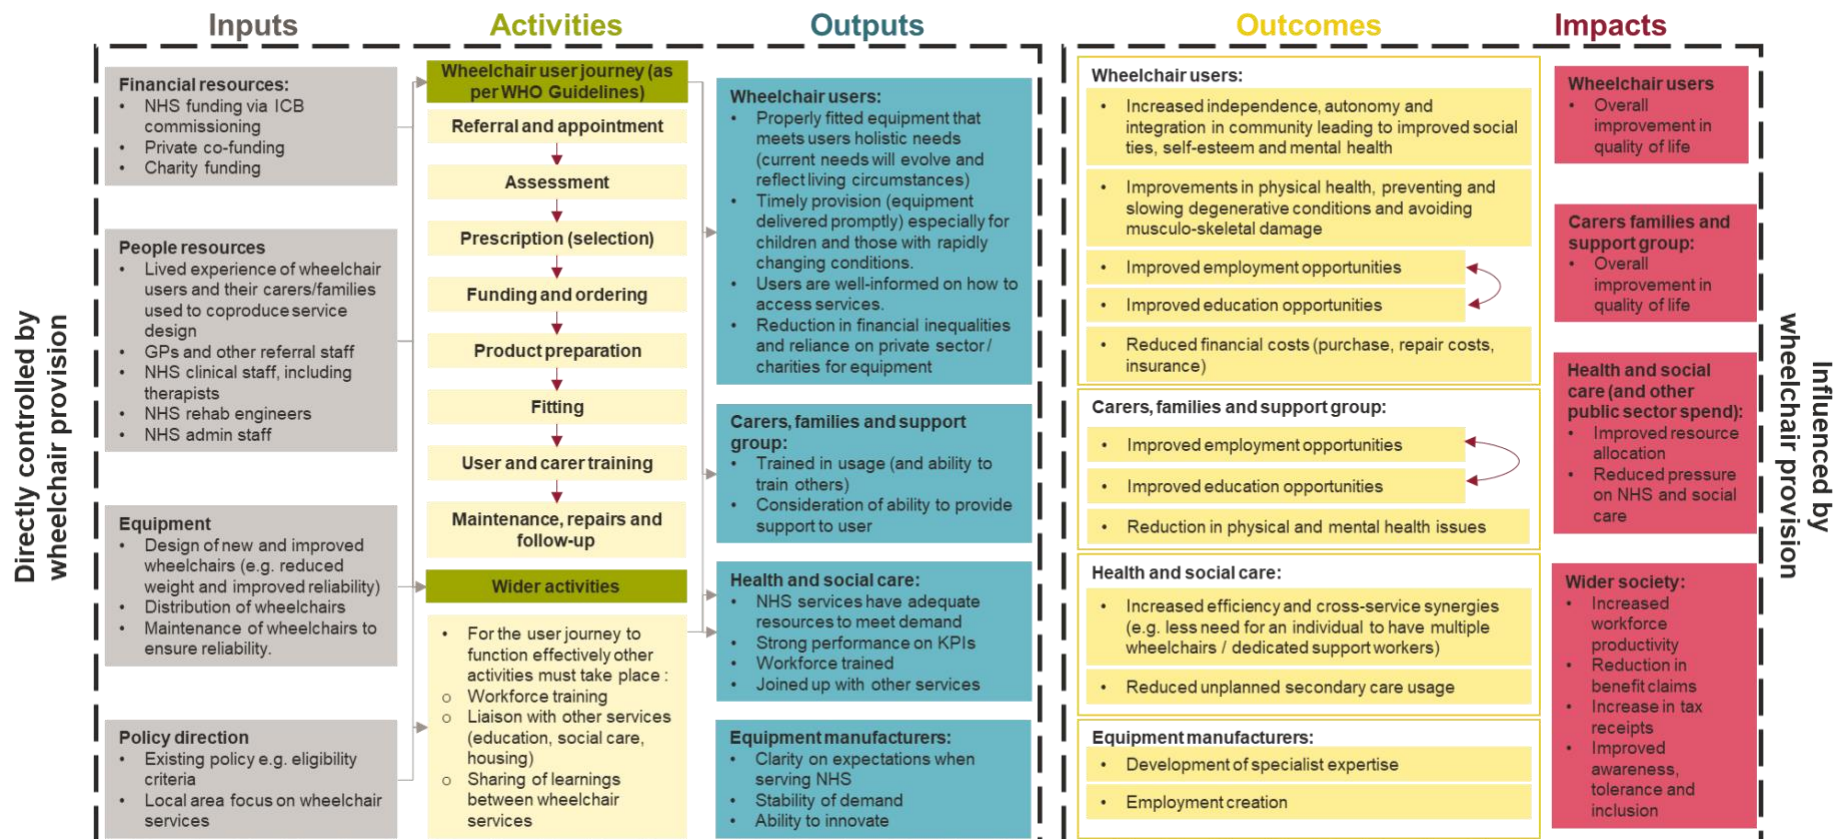 Inputs
Activities
Outputs
Outcomes
Impacts
Directly controlled by
wheelchair provision
Financial resources:
• NHS funding via ICB
commissioning
• Private co-funding
• Charity funding
People resources
• Lived experience of wheelchair
users and their carers/families
used to coproduce service
design
• GPs and other referral staff
• NHS clinical staff, including
therapists
• NHS rehab engineers
• NHS admin staff
Equipment
• Design of new and improved
wheelchairs (e.g. reduced
weight and improved reliability)
• Distribution of wheelchairs
• Maintenance of wheelchairs to
ensure reliability.
Policy direction
• Existing policy e.g. eligibility
criteria
• Local area focus on wheelchair
services
Wheelchair user journey (as
per WHO Guidelines)
Referral and appointment
Assessment
Prescription (selection)
Funding and ordering
Product preparation
Fitting
User and carer training
Maintenance, repairs and
follow-up
Wider activities
• For the user journey to
function effectively other
activities must take place :
o Workforce training
o Liaison with other services
(education, social care,
housing)
o Sharing of learnings
between wheelchair
services
Wheelchair users:
• Properly fitted equipment that
meets users holistic needs
(current needs will evolve and
reflect living circumstances)
• Timely provision (equipment
delivered promptly) especially for
children and those with rapidly
changing conditions.
• Users are well-informed on how to
access services.
• Reduction in financial inequalities
and reliance on private sector /
charities for equipment
Carers, families and support
group:
• Trained in usage (and ability to
train others)
• Consideration of ability to provide
support to user
Health and social care:
• NHS services have adequate
resources to meet demand
• Strong performance on KPIs
• Workforce trained
• Joined up with other services
Equipment manufacturers:
• Clarity on expectations when
serving NHS
• Stability of demand
• Ability to innovate
Wheelchair users:
• Increased independence, autonomy and
integration in community leading to improved social
ties, self-esteem and mental health
• Improvements in physical health, preventing and
slowing degenerative conditions and avoiding
musculo-skeletal damage
• Improved employment opportunities
• Improved education opportunities
• Reduced financial costs (purchase, repair costs,
insurance)
Carers, families and support group:
• Improved employment opportunities
• Improved education opportunities
• Reduction in physical and mental health issues
Health and social care:
• Increased efficiency and cross-service synergies
(e.g. less need for an individual to have multiple
wheelchairs / dedicated support workers)
• Reduced unplanned secondary care usage
Equipment manufacturers:
• Development of specialist expertise
• Employment creation
Wheelchair users
• Overall
improvement in
quality of life
Carers families and
support group:
• Overall
improvement in
quality of life
Health and social
care (and other
public sector spend):
• Improved resource
allocation
• Reduced pressure
on NHS and social
care
Wider society:
• Increased
workforce
productivity
• Reduction in
benefit claims
• Increase in tax
receipts
• Improved
awareness,
tolerance and
inclusion
Influenced by
wheelchair provision